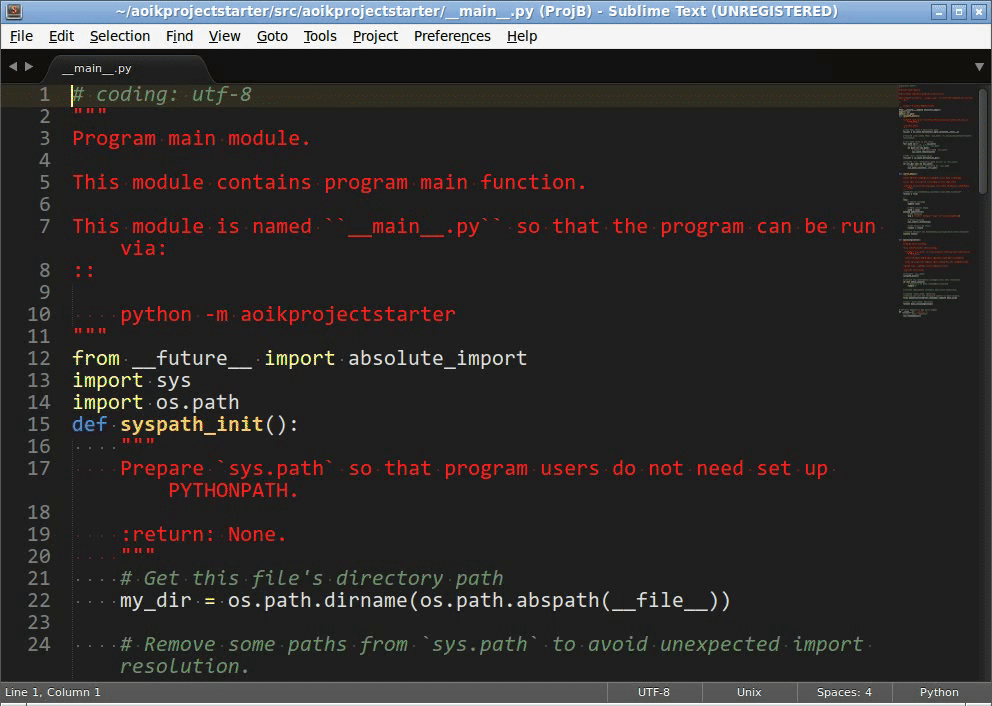 ~/aoikprojectstarter/src/aoikprojectstarter/__main__.py (ProjB) - Sublime Text (UNREGISTERED)
File Edit Selection Find View Goto Tools Project Preferences Help
__main__.py
1 # coding: utf-8
2 """
3 Program main module.
4
5 This module contains program main function.
6
7 This module is named ``__main__.py`` so that the program can be run
via:
8 ::
9
10 python -m aoikprojectstarter
11 """
12 from __future__ import absolute_import
13 import sys
14 import os.path
15 def syspath_init():
16 """
17 Prepare `sys.path` so that program users do not need set up
PYTHONPATH.
18
19 :return: None.
20 """
21 # Get this file's directory path
22 my_dir = os.path.dirname(os.path.abspath(__file__))
23
24 # Remove some paths from `sys.path` to avoid unexpected import
resolution.
Line 1, Column 1 UTF-8 Unix Spaces: 4 Python